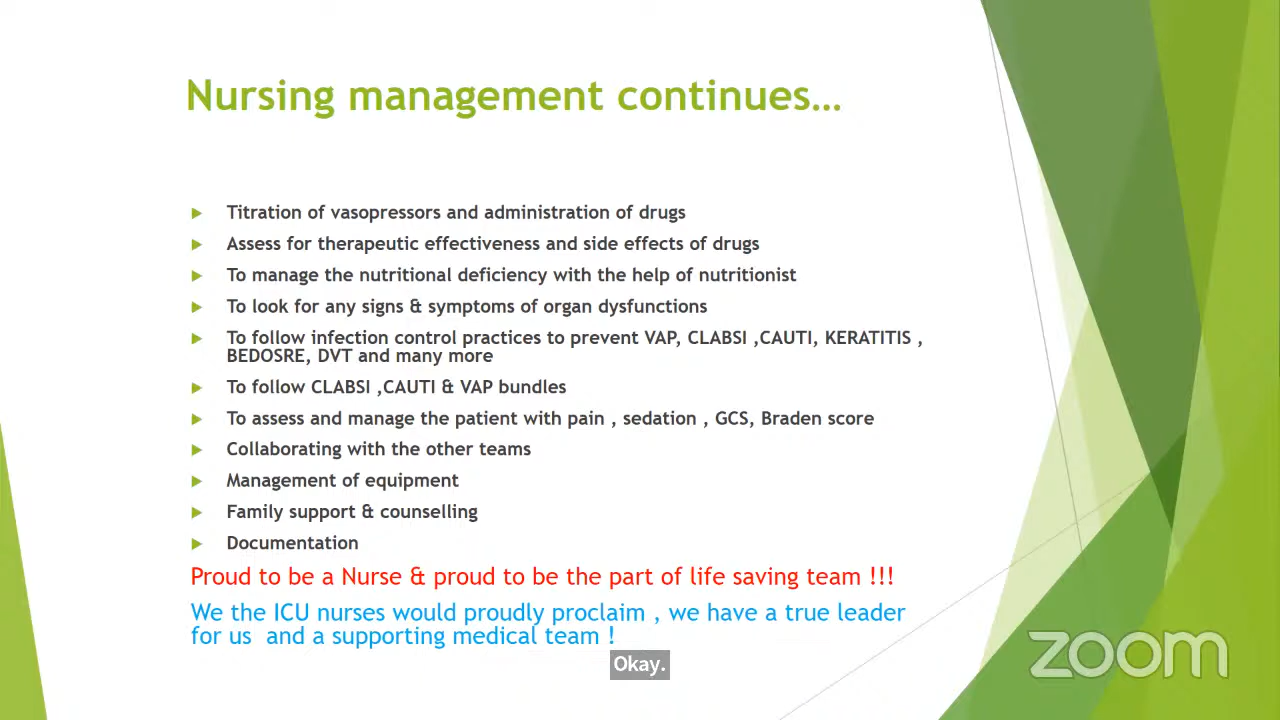 Nursing management continues...
Titration of vasopressors and administration of drugs
Assess for therapeutic effectiveness and side effects of drugs
To manage the nutritional deficiency with the help of nutritionist
To look for any signs & symptoms of organ dysfunctions
To follow infection control practices to prevent VAP, CLABSI ,CAUTI, KERATITIS ,
BEDOSRE, DVT and many more
To follow CLABSI ,CAUTI & VAP bundles
To assess and manage the patient with pain , sedation , GCS, Braden score
Collaborating with the other teams
Management of equipment
Family support & counselling
Documentation
Proud to be a Nurse & proud to be the part of life saving team !!!
We the ICU nurses would proudly proclaim , we have a true leader
for us  and a supporting medical team !
Okay.
zoom